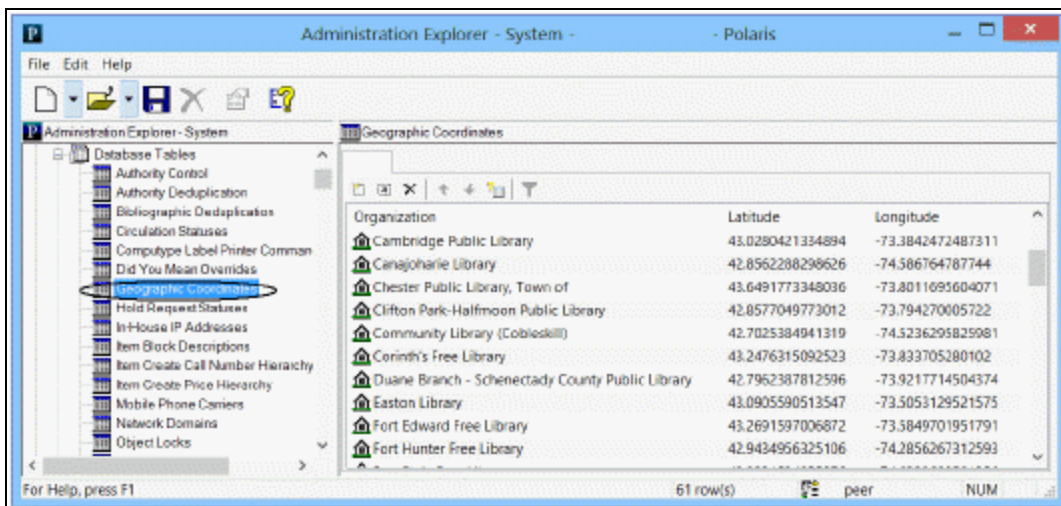 Administration Explorer - System - - Polaris
File Edit Help
Administration Explorer - System
Database Tables
Authority Control
Authority Deduplication
Bibliographic Deduplication
Circulation Statuses
Computype Label Printer Comman
Did You Mean Overrides
Geographic Coordinates
Hold Request Statuses
In-House IP Addresses
Item Block Descriptions
Item Create Call Number Hierarchy
Item Create Price Hierarchy
Mobile Phone Carriers
Network Domains
Object Locks
Geographic Coordinates
Organization Latitude Longitude
Cambridge Public Library 43.0280421334894 -73.3842472487311
Canajoharie Library 42.8562288298626 -74.586764787744
Chester Public Library, Town of 43.6491773348036 -73.8011695604071
Clifton Park-Halfmoon Public Library 42.8577049773012 -73.794270005722
Community Library (Cobleskill) 42.7025384941319 -74.5236295825981
Corinth's Free Library 43.2476315092523 -73.833705280102
Duane Branch - Schenectady County Public Library 42.7962387812596 -73.9217714504374
Easton Library 43.0905590513547 -73.5053129521575
Fort Edward Free Library 43.2691597006872 -73.5849701951791
Fort Hunter Free Library 42.9434956325106 -74.2856267312593
For Help, press F1 61 row(s) peer NUM